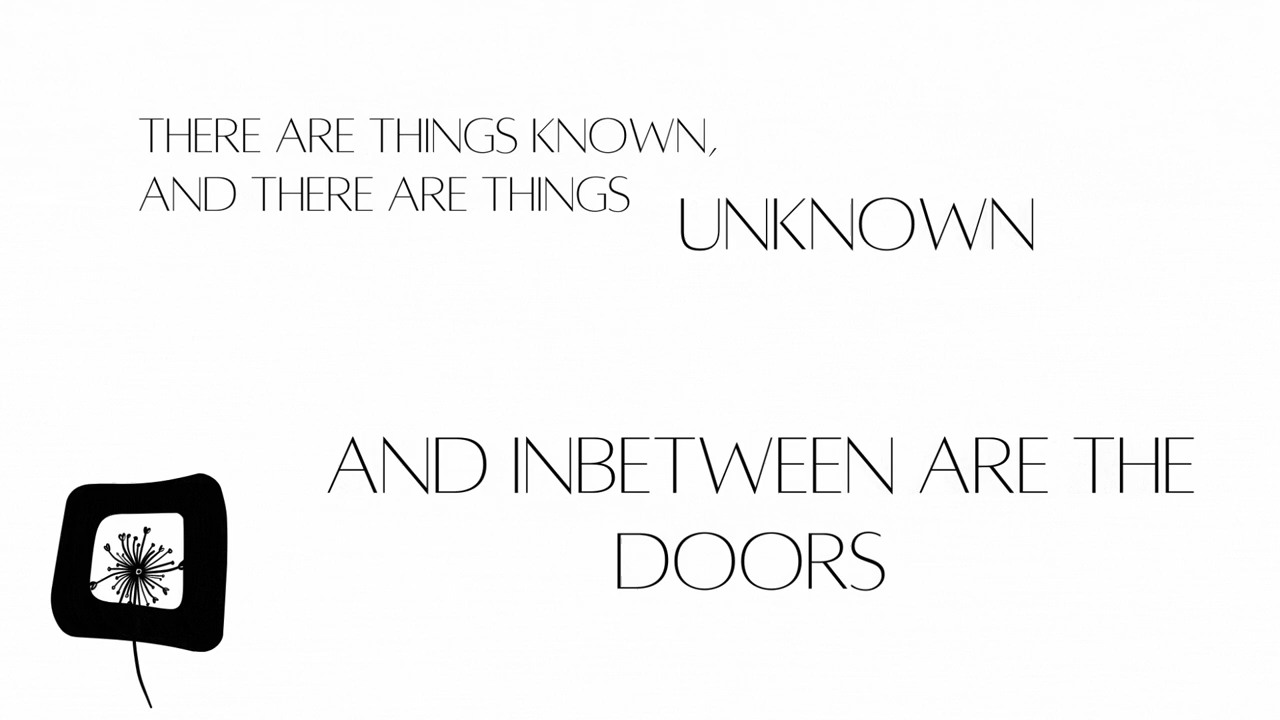 THERE ARE THINGS KNOWN,
AND THERE ARE THINGS
UNKNOWN
AND INBETWEEN ARE THE
DOORS